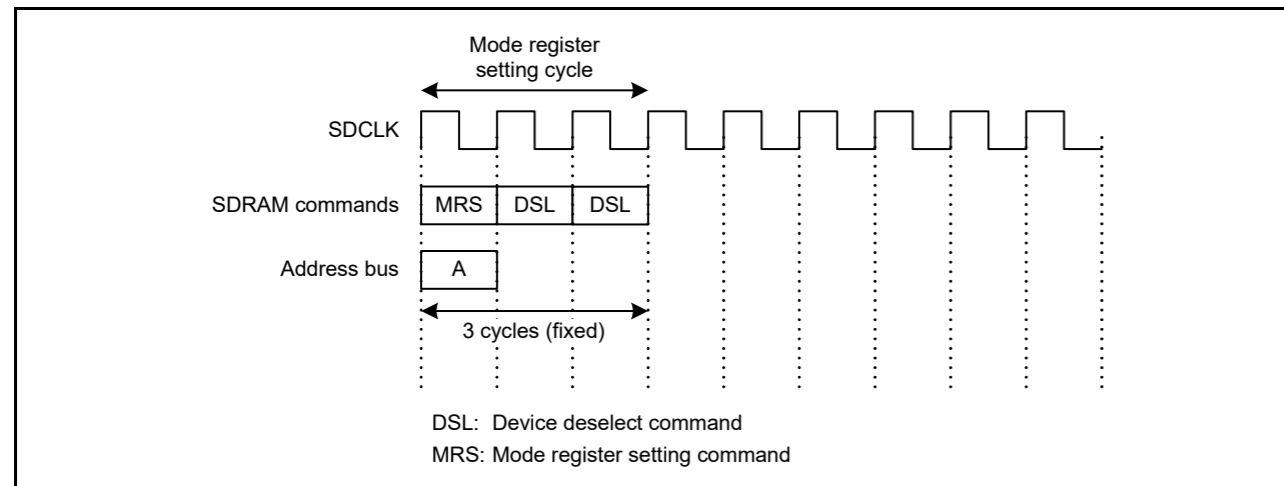 Mode register
setting cycle
SDCLK
SDRAM commands MRS DSL DSL
Address bus A
3 cycles (fixed)
DSL: Device deselect command
MRS: Mode register setting command